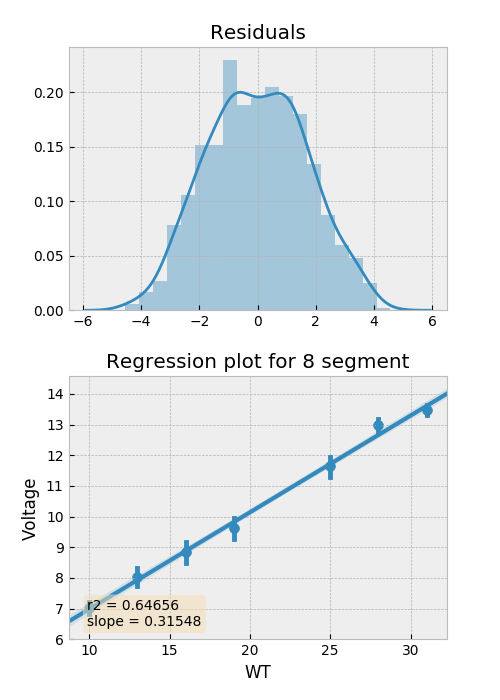 Residuals
0.20
0.15
0.10
0.05
0.00
−6 −4 −2 0 2 4 6
Regression plot for 8 segment
14
13
12
11
10
9
8
7
6
Voltage
r2 = 0.64656
slope = 0.31548
10 15 20 25 30
WT